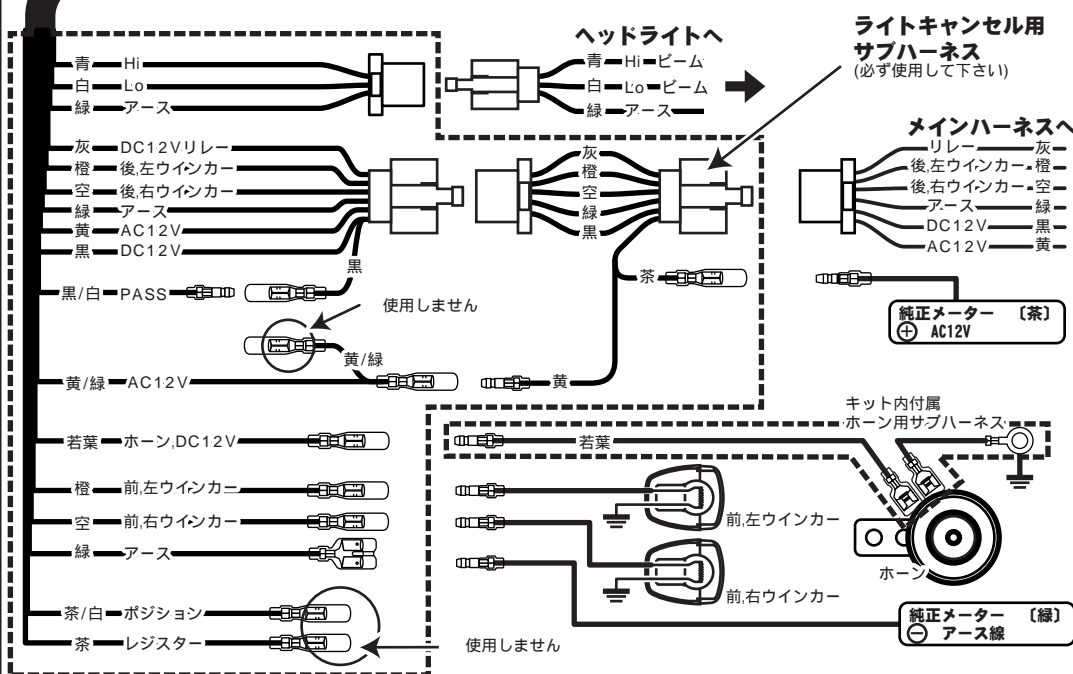 青 Hi
白 Lo
緑 アース
ヘッドライトへ
青 Hi ビーム
白 Lo ビーム
緑 アース
ライトキャンセル用
サブハーネス
(必ず使用して下さい)
灰 DC12Vリレー
橙 後,左ウインカー
空 後,右ウインカー
緑 アース
黄 AC12V
黒 DC12V
黒
灰
橙
空
緑
黒
茶
メインハーネスへ
リレー 灰
後,左ウインカー 橙
後,右ウインカー 空
アース 緑
DC12V 黒
AC12V 黄
純正メーター 〔茶〕
⊕ AC12V
黒/白 PASS
使用しません
黄/緑
黄/緑 AC12V
黄
キット内付属
ホーン用サブハーネス
若葉 ホーン,DC12V
若葉
橙 前,左ウインカー
空 前,右ウインカー
緑 アース
前,左ウインカー
前,右ウインカー
ホーン
茶/白 ポジション
茶 レジスター
使用しません
純正メーター 〔緑〕
⊖ アース線